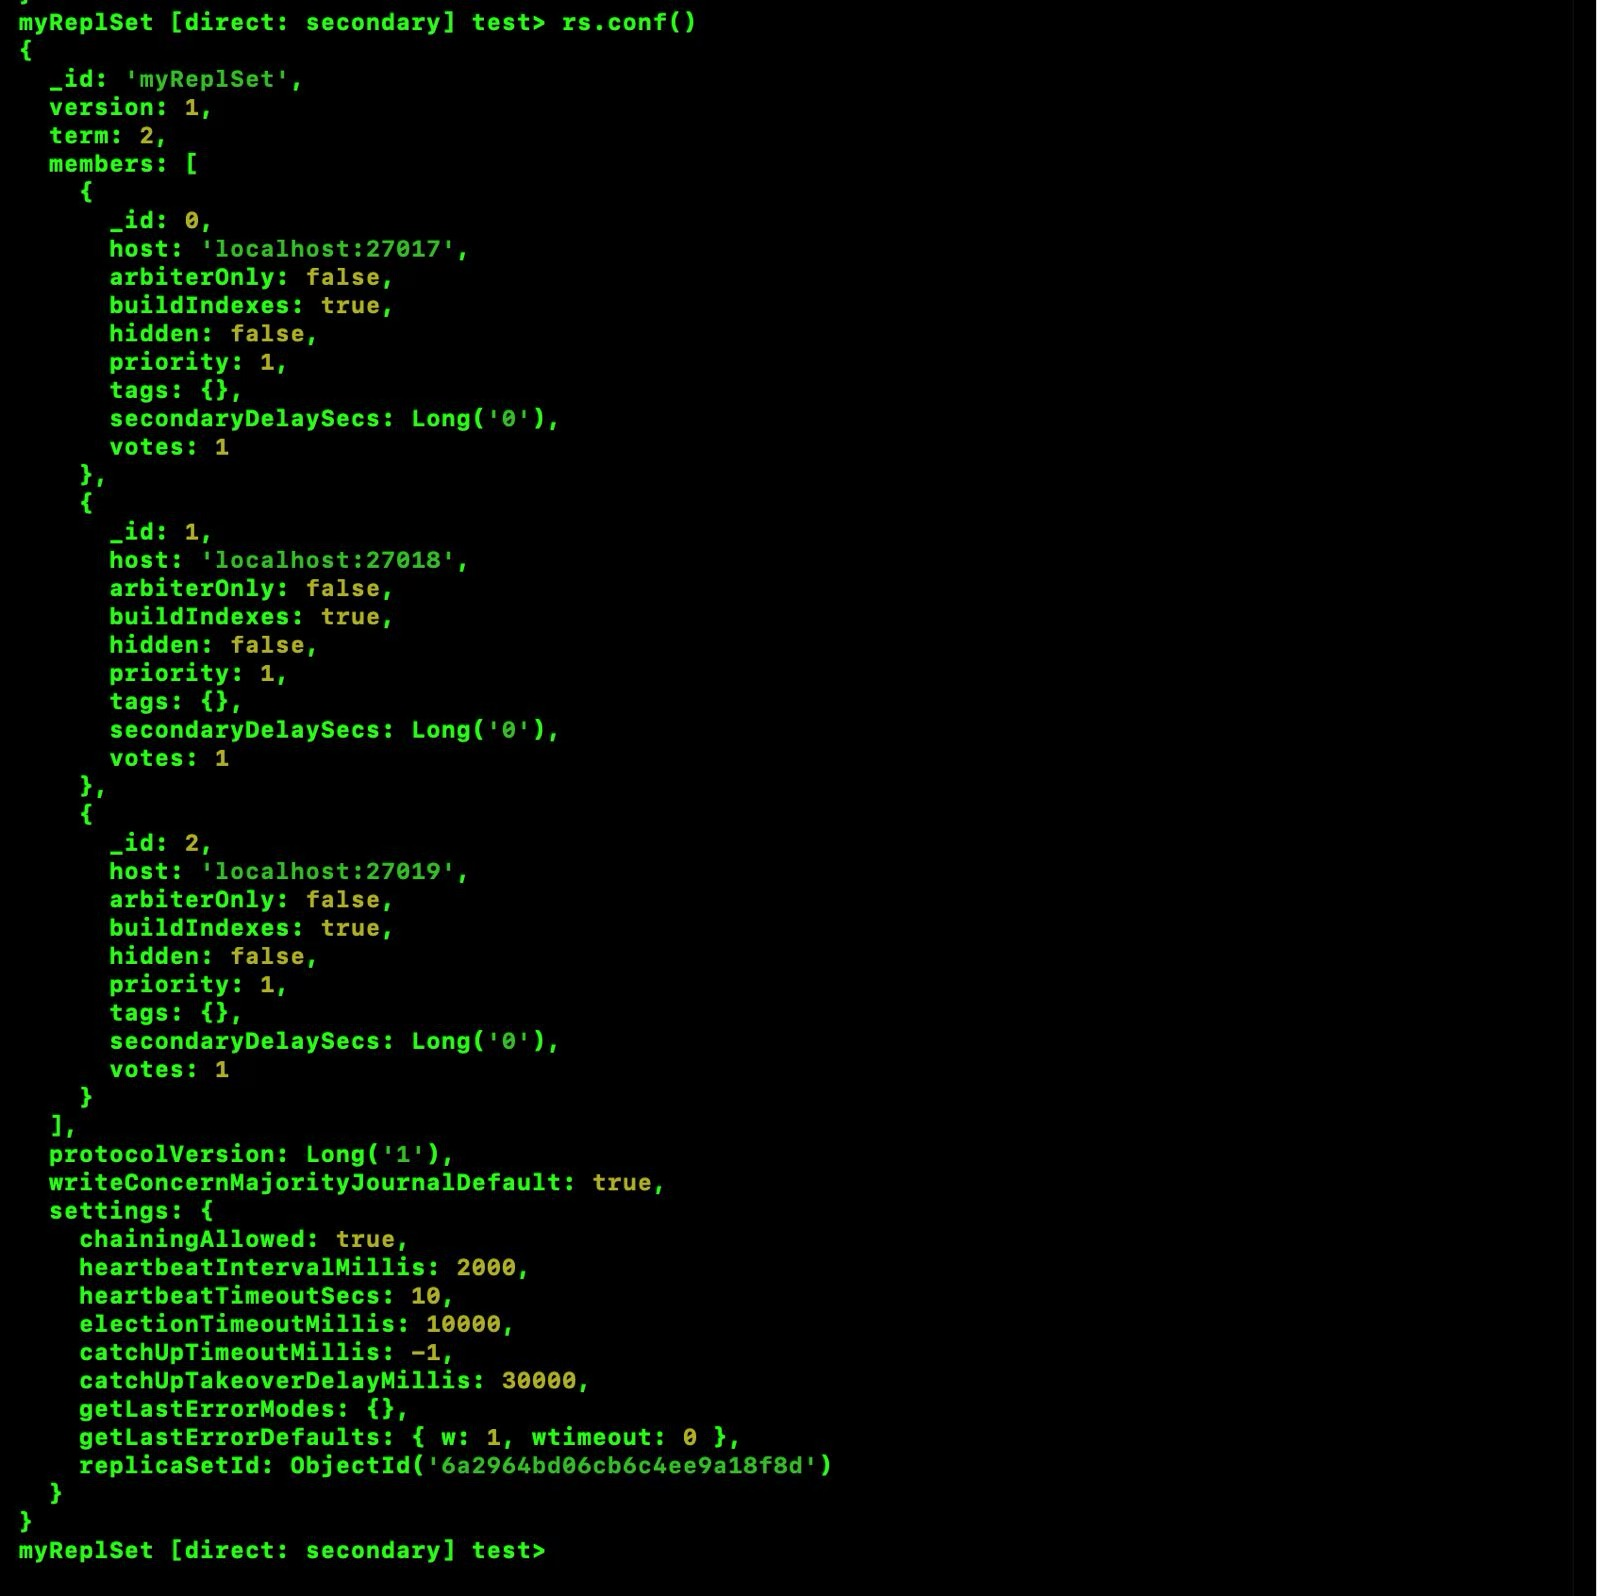 myReplSet [direct: secondary] test> rs.conf()
{
  _id: 'myReplSet',
  version: 1,
  term: 2,
  members: [
    {
      _id: 0,
      host: 'localhost:27017',
      arbiterOnly: false,
      buildIndexes: true,
      hidden: false,
      priority: 1,
      tags: {},
      secondaryDelaySecs: Long('0'),
      votes: 1
    },
    {
      _id: 1,
      host: 'localhost:27018',
      arbiterOnly: false,
      buildIndexes: true,
      hidden: false,
      priority: 1,
      tags: {},
      secondaryDelaySecs: Long('0'),
      votes: 1
    },
    {
      _id: 2,
      host: 'localhost:27019',
      arbiterOnly: false,
      buildIndexes: true,
      hidden: false,
      priority: 1,
      tags: {},
      secondaryDelaySecs: Long('0'),
      votes: 1
    }
  ],
  protocolVersion: Long('1'),
  writeConcernMajorityJournalDefault: true,
  settings: {
    chainingAllowed: true,
    heartbeatIntervalMillis: 2000,
    heartbeatTimeoutSecs: 10,
    electionTimeoutMillis: 10000,
    catchUpTimeoutMillis: -1,
    catchUpTakeoverDelayMillis: 30000,
    getLastErrorModes: {},
    getLastErrorDefaults: { w: 1, wtimeout: 0 },
    replicaSetId: ObjectId('6a2964bd06cb6c4ee9a18f8d')
  }
}
myReplSet [direct: secondary] test>